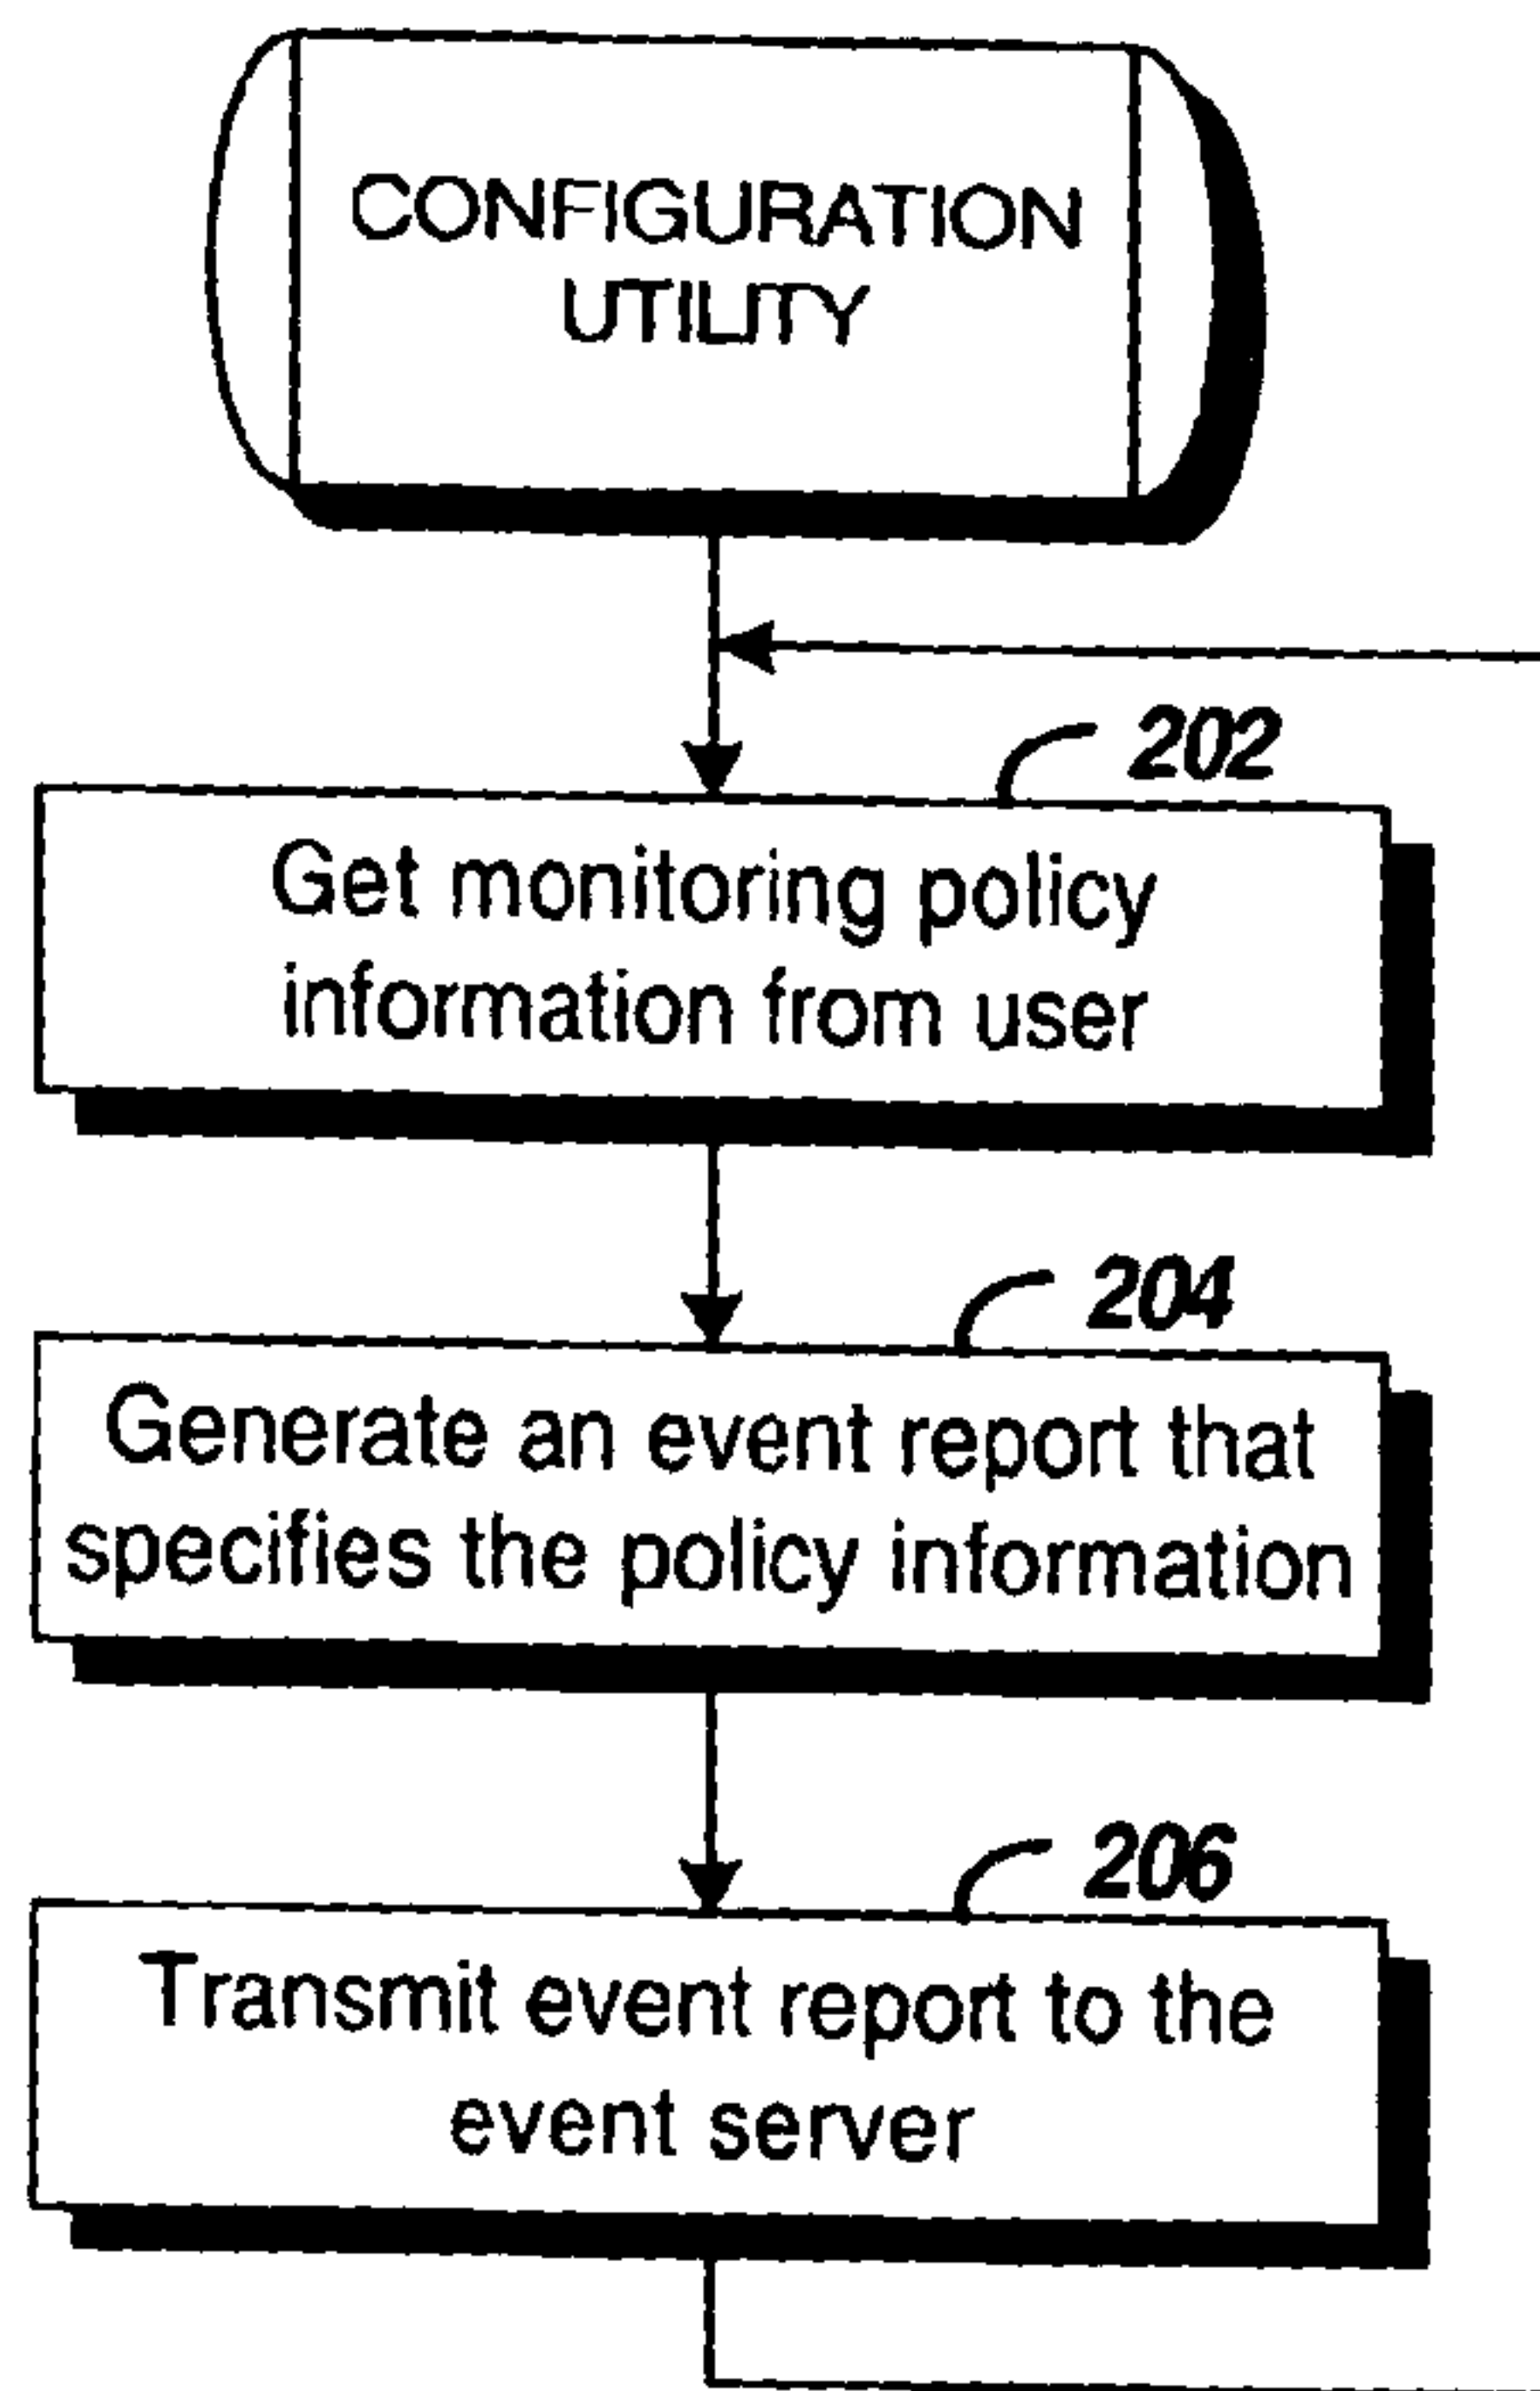 CONFIGURATION
UTILITY
202
Get monitoring policy
information from user
204
Generate an event report that
specifies the policy information
206
Transmit event report to the
event server